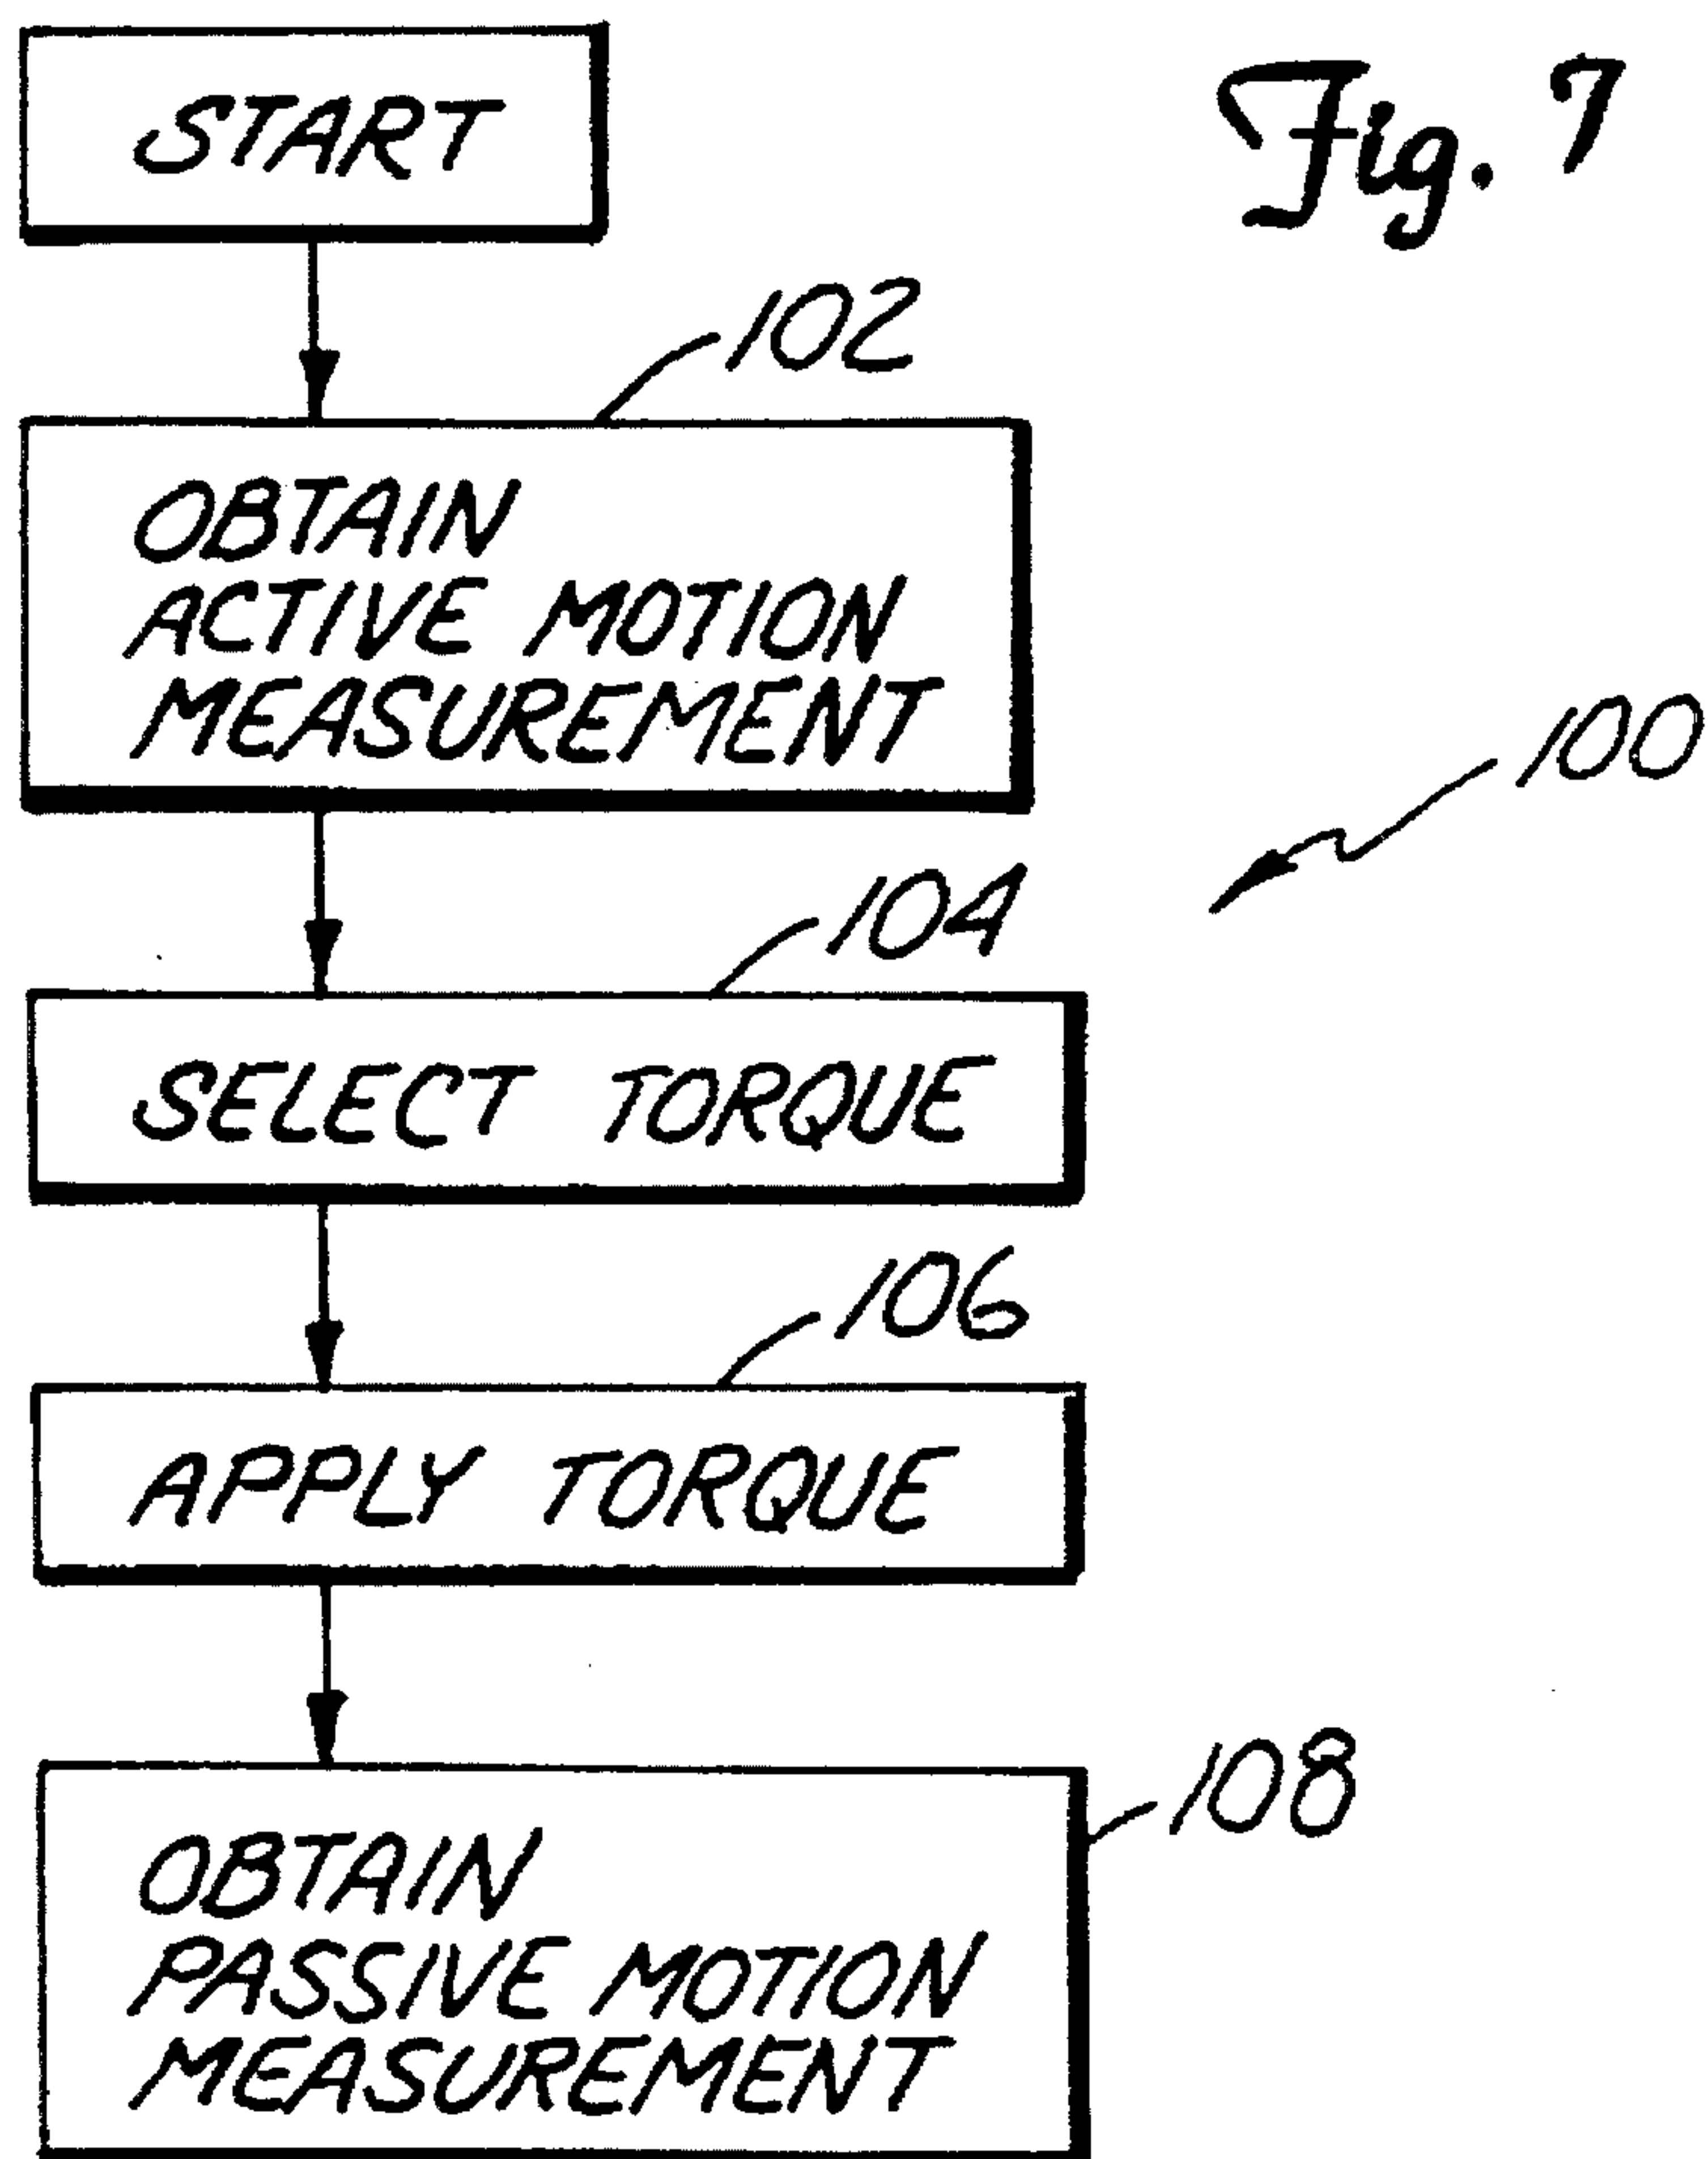 START
Fig. 7
102
OBTAIN
ACTIVE MOTION
MEASUREMENT
100
104
SELECT TORQUE
106
APPLY TORQUE
108
OBTAIN
PASSIVE MOTION
MEASUREMENT